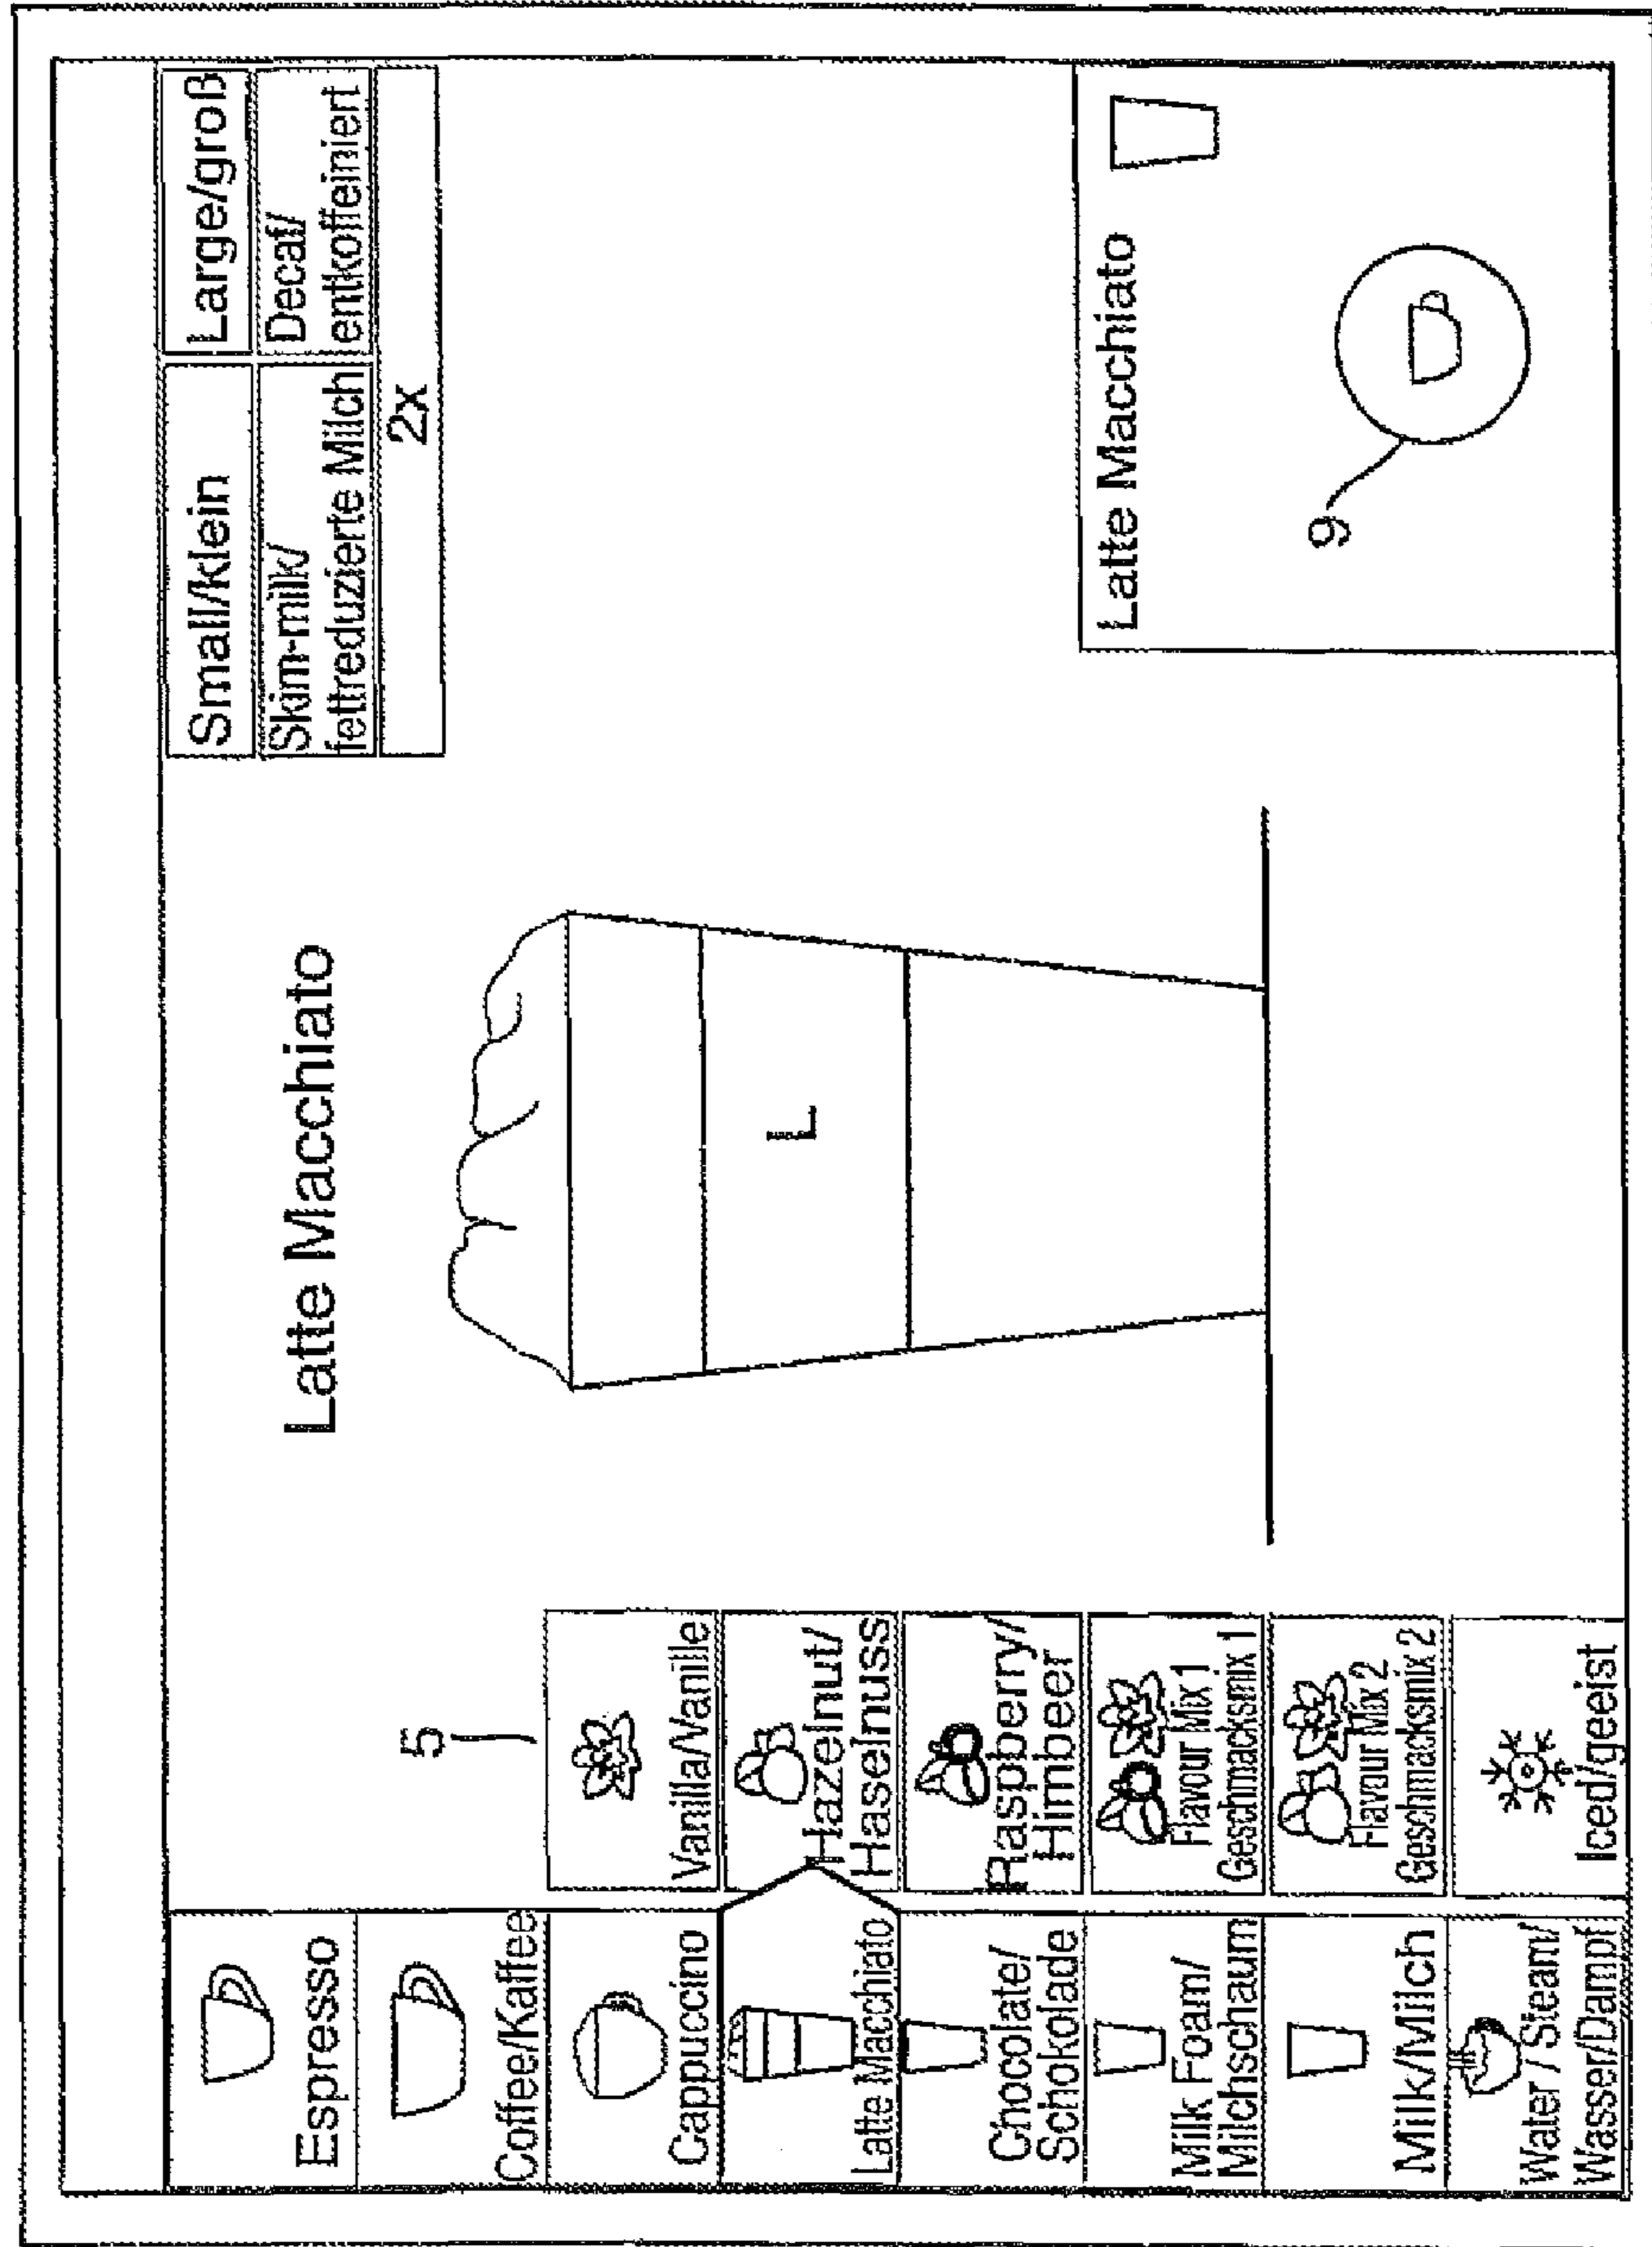 Espresso
Coffee/Kaffee
Cappuccino
Latte Macchiato
Chocolate/
Schokolade
Milk Foam/
Milchschaum
Milk/Milch
Water / Steam/
Wasser/Dampf
5
Vanilla/Vanille
Hazelnut/
Haselnuss
Raspberry/
Himbeer
Flavour Mix 1
Geschmacksmix 1
Flavour Mix 2
Geschmacksmix 2
Iced/geeist
Latte Macchiato
L
Small/klein
Large/groß
Skim-milk/
fettreduzierte Milch
Decaf/
entkoffeiniert
2x
Latte Macchiato
9